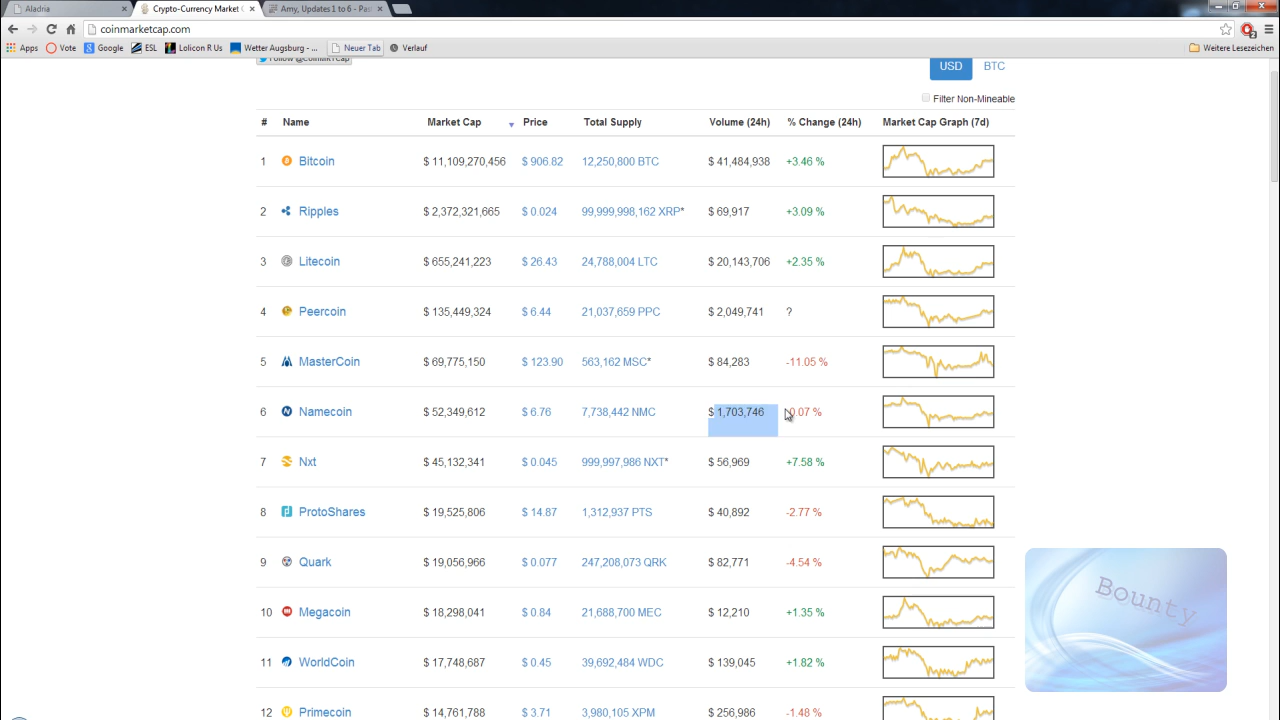 Aladria
Crypto-Currency Market C
Amy, Updates 1 to 6 - Pas
coinmarketcap.com
Apps Vote Google ESL Lolicon R Us Wetter Augsburg - ... Neuer Tab Verlauf Weitere Lesezeichen
Follow @CoinMKTCap
USD BTC
Filter Non-Mineable
# Name Market Cap Price Total Supply Volume (24h) % Change (24h) Market Cap Graph (7d)
1 Bitcoin $ 11,109,270,456 $ 906.82 12,250,800 BTC $ 41,484,938 +3.46 %
2 Ripples $ 2,372,321,665 $ 0.024 99,999,998,162 XRP* $ 69,917 +3.09 %
3 Litecoin $ 655,241,223 $ 26.43 24,788,004 LTC $ 20,143,706 +2.35 %
4 Peercoin $ 135,449,324 $ 6.44 21,037,659 PPC $ 2,049,741 ?
5 MasterCoin $ 69,775,150 $ 123.90 563,162 MSC* $ 84,283 -11.05 %
6 Namecoin $ 52,349,612 $ 6.76 7,738,442 NMC $ 1,703,746 0.07 %
7 Nxt $ 45,132,341 $ 0.045 999,997,986 NXT* $ 56,969 +7.58 %
8 ProtoShares $ 19,525,806 $ 14.87 1,312,937 PTS $ 40,892 -2.77 %
9 Quark $ 19,056,966 $ 0.077 247,208,073 QRK $ 82,771 -4.54 %
10 Megacoin $ 18,298,041 $ 0.84 21,688,700 MEC $ 12,210 +1.35 %
11 WorldCoin $ 17,748,687 $ 0.45 39,692,484 WDC $ 139,045 +1.82 %
12 Primecoin $ 14,761,788 $ 3.71 3,980,105 XPM $ 256,986 -1.48 %
Bounty